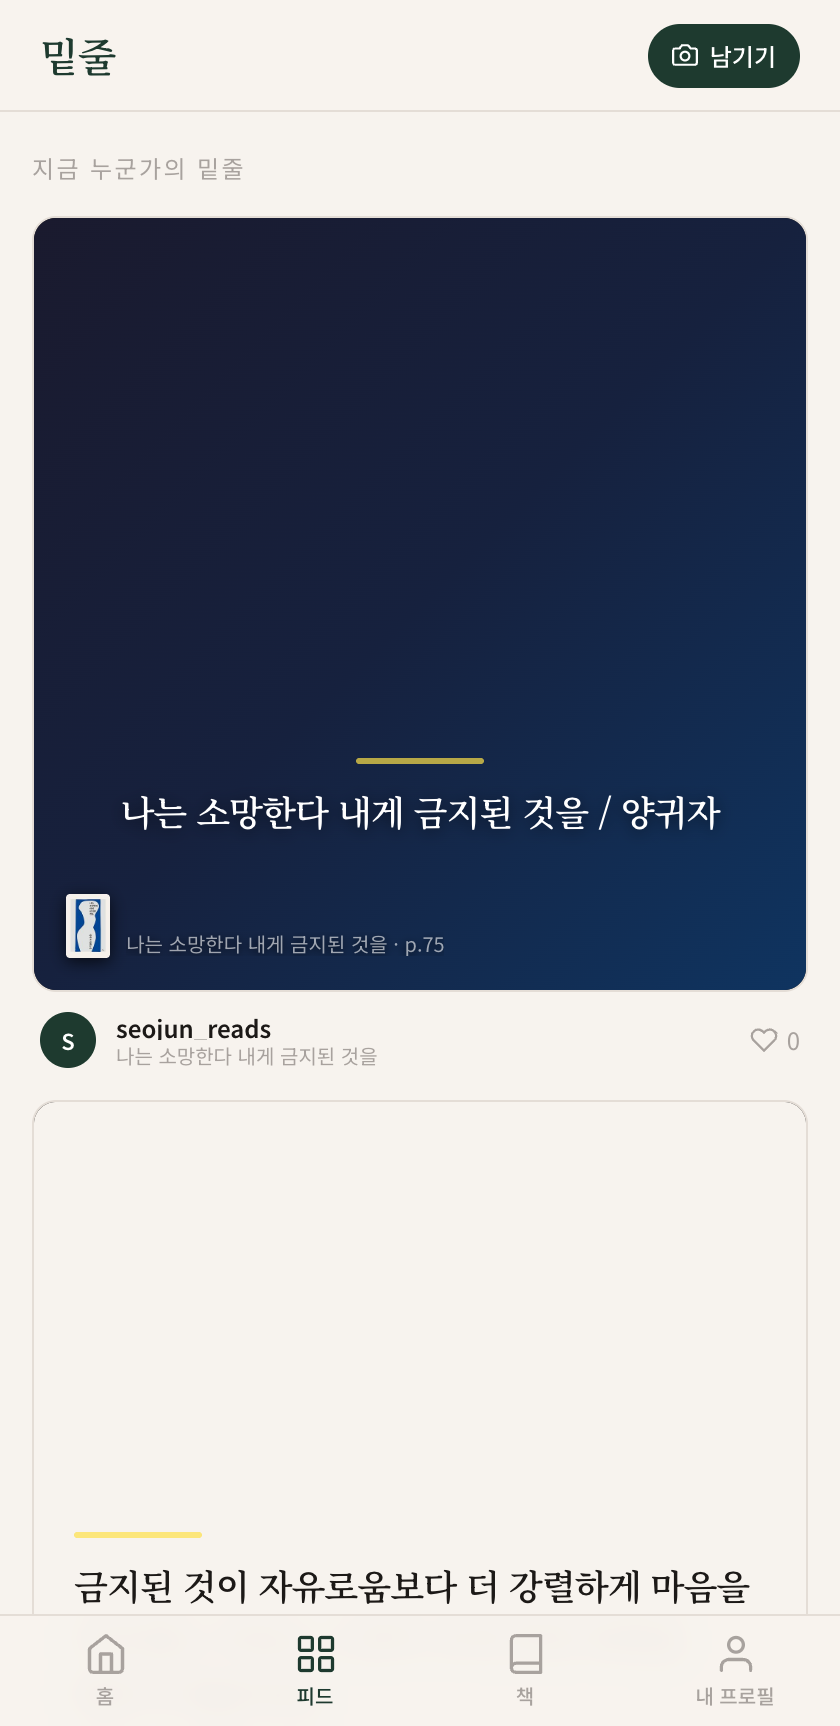 밑줄
남기기
지금 누군가의 밑줄
나는 소망한다 내게 금지된 것을 / 양귀자
나는 소망한다 내게 금지된 것을 · p.75
S
seojun_reads
나는 소망한다 내게 금지된 것을
0
금지된 것이 자유로움보다 더 강렬하게 마음을
홈
피드
책
내 프로필